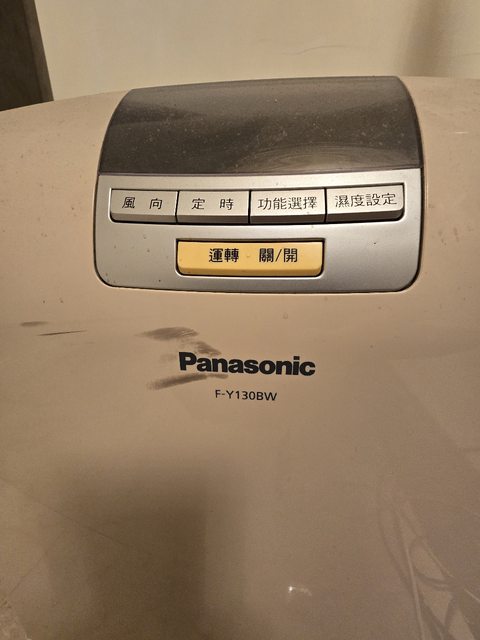 風向 定時 功能選擇 濕度設定
運轉 關/開
Panasonic
F-Y130BW